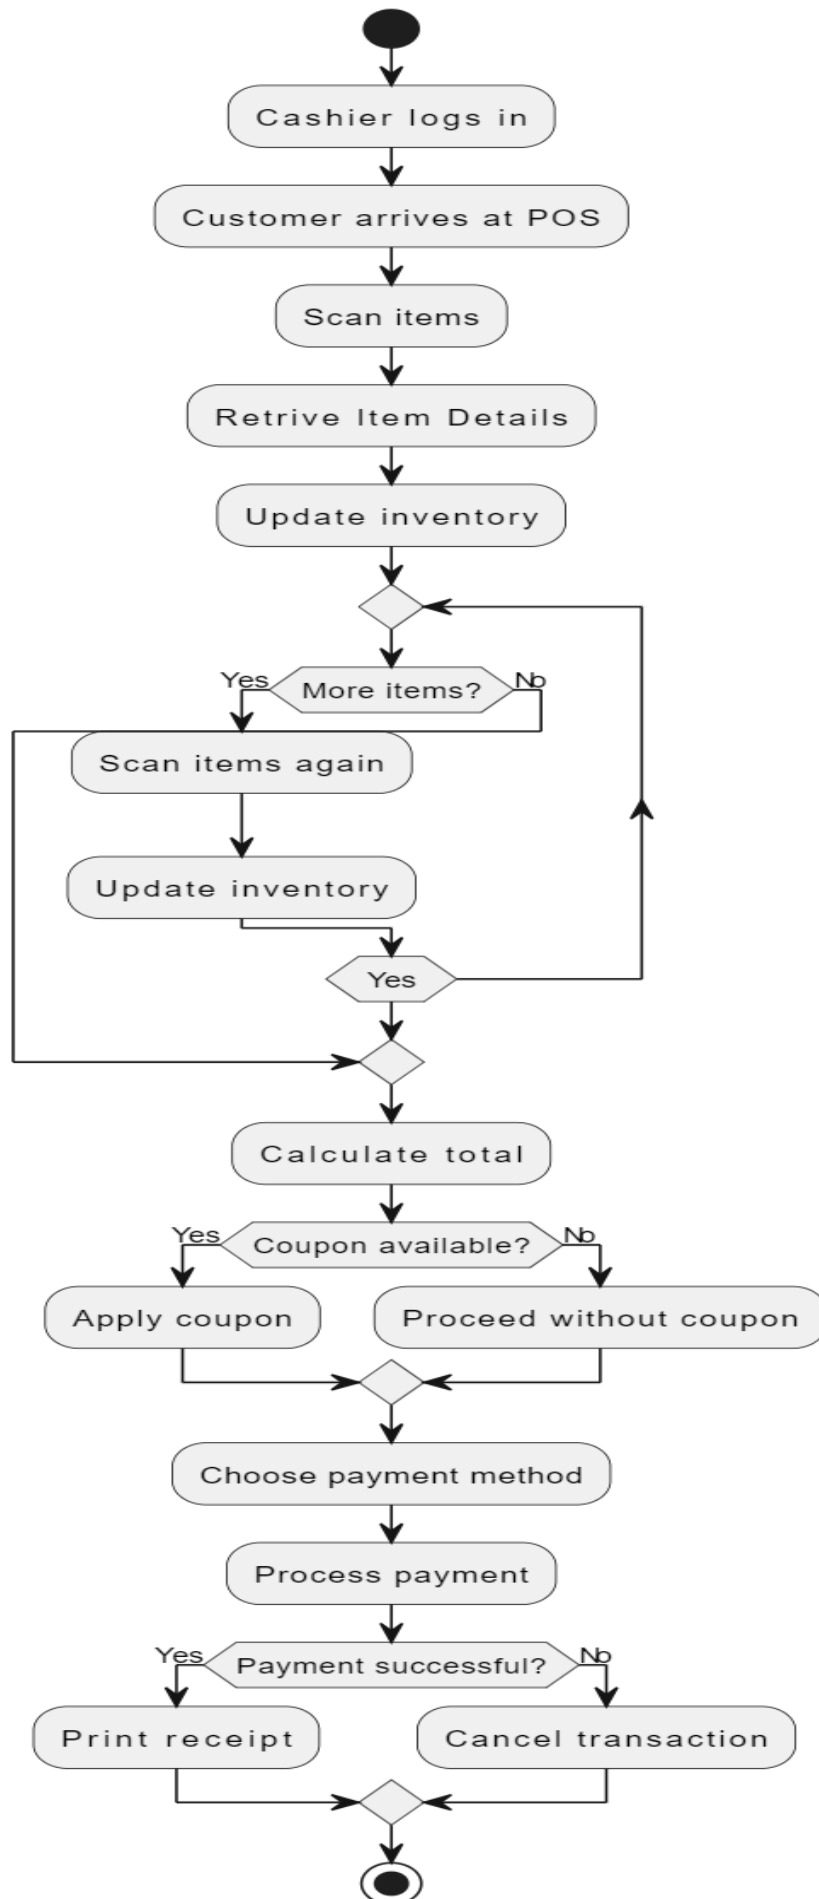 Cashier logs in
Customer arrives at POS
Scan items
Retrive Item Details
Update inventory
Yes
More items?
No
Scan items again
Update inventory
Yes
Calculate total
Yes
Coupon available?
No
Apply coupon
Proceed without coupon
Choose payment method
Process payment
Yes
Payment successful?
No
Print receipt
Cancel transaction